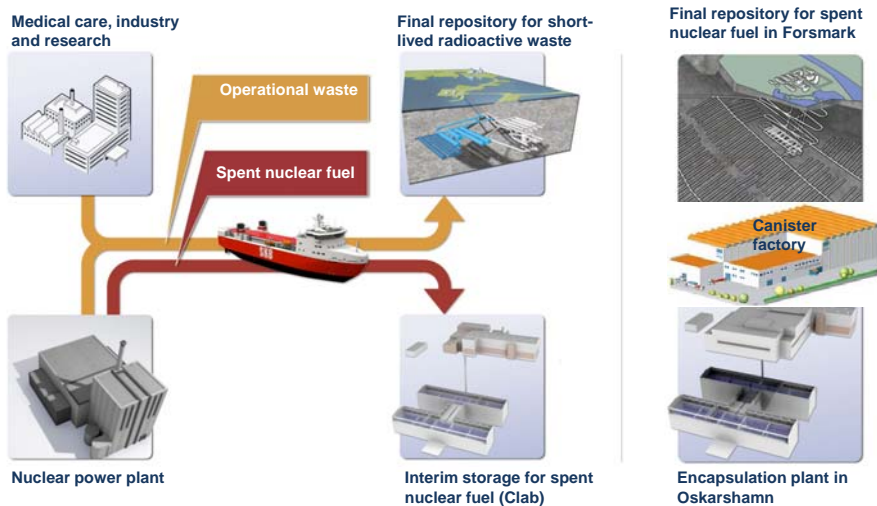 Medical care, industry
and research
Final repository for short-
lived radioactive waste
Final repository for spent
nuclear fuel in Forsmark
Operational waste
Spent nuclear fuel
SKB
Canister
factory
Nuclear power plant
Interim storage for spent
nuclear fuel (Clab)
Encapsulation plant in
Oskarshamn